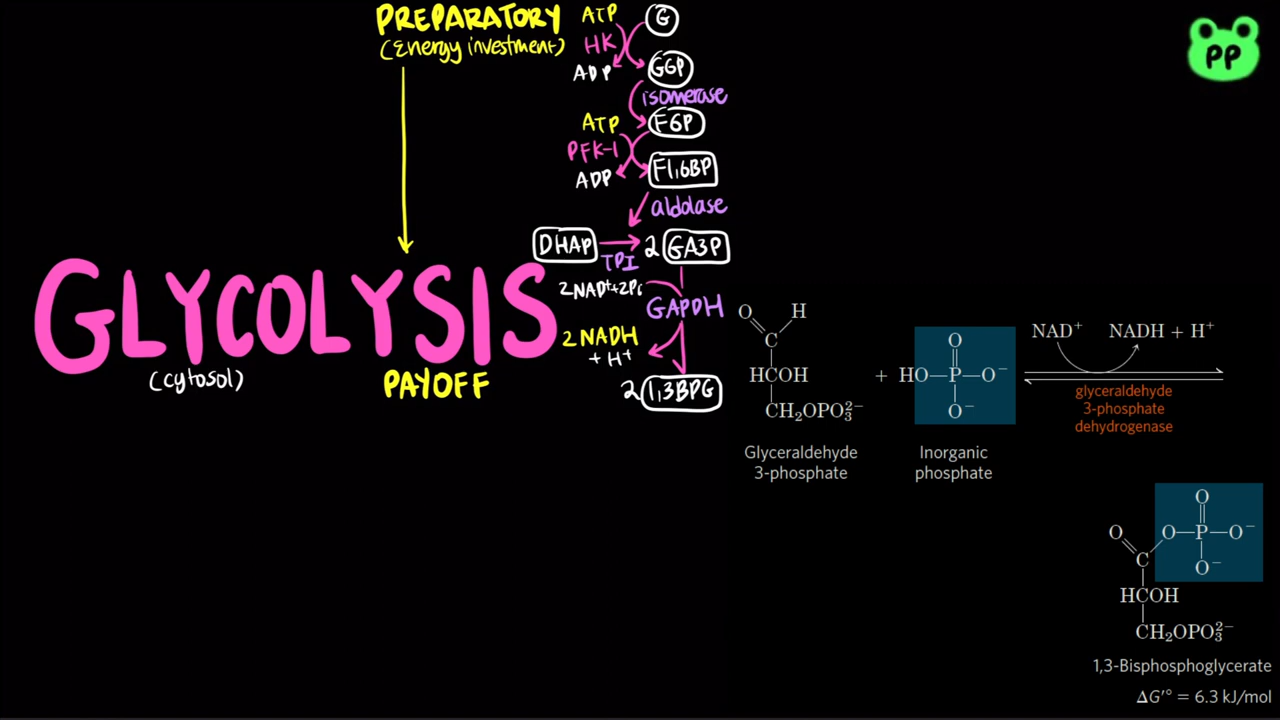 PREPARATORY
(Energy investment)
ATP
G
HK
ADP
G6P
isomerase
ATP
F6P
PFK-1
ADP
F1,6BP
aldolase
DHAP
2 GA3P
TPI
2NAD⁺+2Pi
GAPDH
2 NADH
+ H⁺
2 1,3BPG
GLYCOLYSIS
(cytosol)
PAYOFF
PP
O H
C
HCOH
CH₂OPO₃²⁻
Glyceraldehyde
3-phosphate
+
O
HO—P—O⁻
O⁻
Inorganic
phosphate
NAD⁺ NADH + H⁺
glyceraldehyde
3-phosphate
dehydrogenase
O
O O—P—O⁻
C O⁻
HCOH
CH₂OPO₃²⁻
1,3-Bisphosphoglycerate
ΔG′° = 6.3 kJ/mol